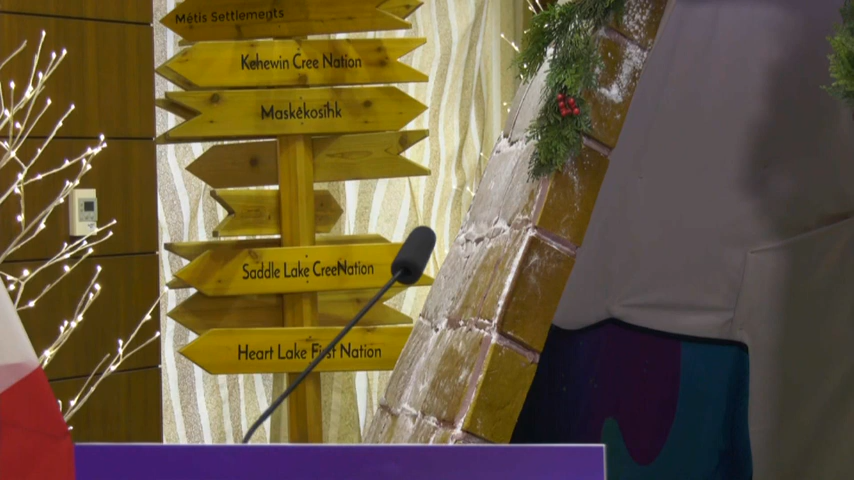 Métis Settlements
Kehewin Cree Nation
Maskêkosihk
Saddle Lake CreeNation
Heart Lake First Nation